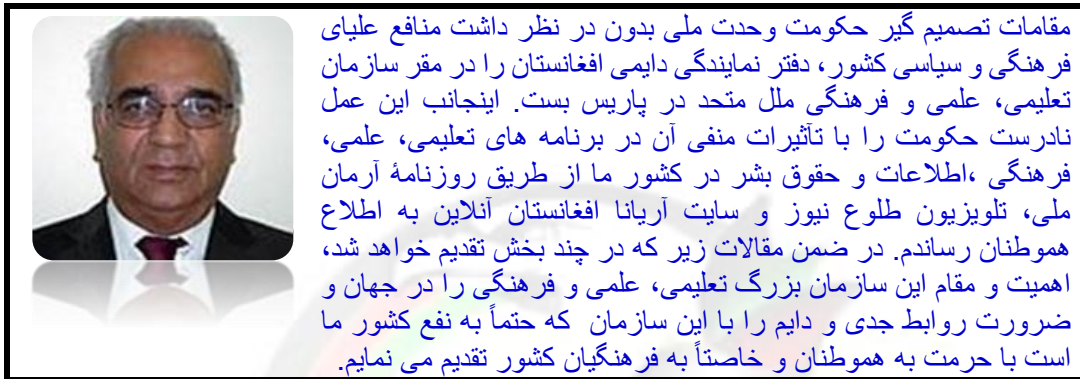 مقامات تصمیم گیر حکومت وحدت ملی بدون در نظر داشت منافع علیای
فرهنگی و سیاسی کشور، دفتر نمایندگی دایمی افغانستان را در مقر سازمان
تعلیمی، علمی و فرهنگی ملل متحد در پاریس بست. اینجانب این عمل
نادرست حکومت را با تآثیرات منفی آن در برنامه های تعلیمی، علمی،
فرهنگی ،اطلاعات و حقوق بشر در کشور ما از طریق روزنامهٔ آرمان
ملی، تلویزیون طلوع نیوز و سایت آریانا افغانستان آنلاین به اطلاع
هموطنان رساندم. در ضمن مقالات زیر که در چند بخش تقدیم خواهد شد،
اهمیت و مقام این سازمان بزرگ تعلیمی، علمی و فرهنگی را در جهان و
ضرورت روابط جدی و دایم را با این سازمان که حتماً به نفع کشور ما
است با حرمت به هموطنان و خاصتاً به فرهنگیان کشور تقدیم می نمایم.